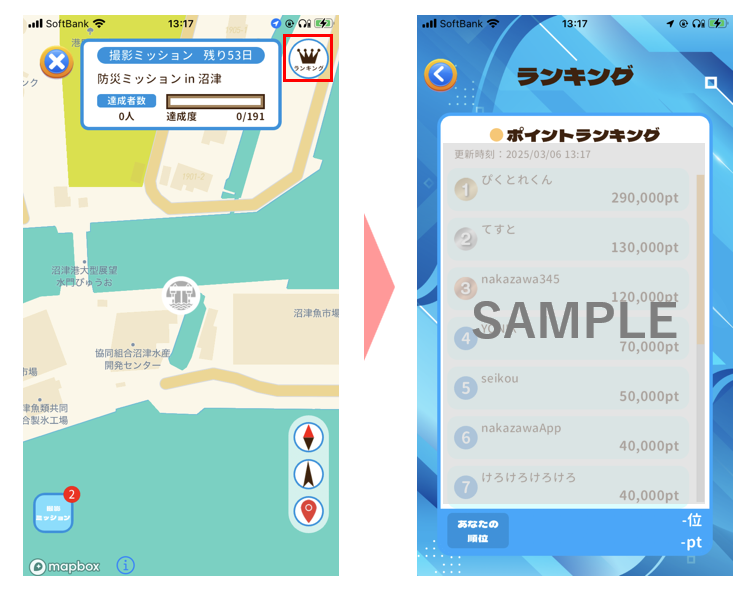 SoftBank 13:17
撮影ミッション 残り53日
防災ミッション in 沼津
達成者数
0人 達成度 0/191
ランキング
沼津港大型展望
水門びゅうお
沼津魚市場
協同組合沼津水産
開発センター
市場
津魚類共同
合製氷工場
2
撮影
ミッション
mapbox
SoftBank 13:17
ランキング
ポイントランキング
更新時刻:2025/03/06 13:17
1 ぴくとれくん
290,000pt
2 てすと
130,000pt
3 nakazawa345
120,000pt
SAMPLE
4
70,000pt
5 seikou
50,000pt
6 nakazawaApp
40,000pt
7 けろけろけろけろ
40,000pt
あなたの
順位
-位
-pt